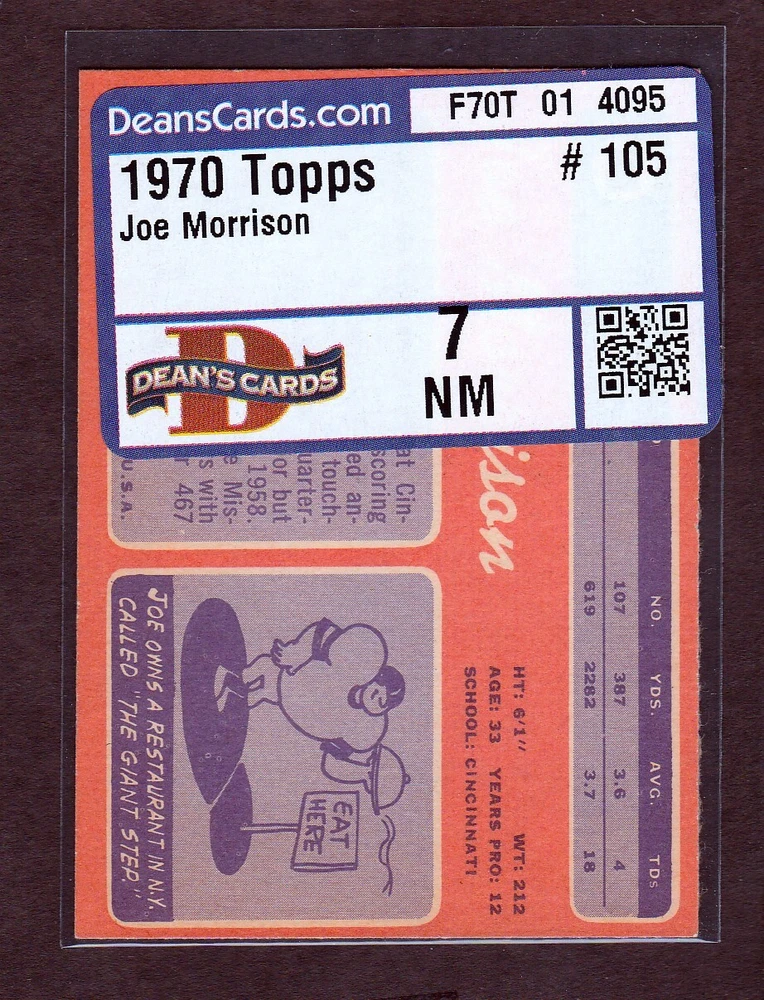 DeansCards.com
F70T 01 4095
1970 Topps
# 105
Joe Morrison
DEAN'S CARDS
7
NM
at Cin-
scoring
ed an-
touch-
uarter-
or but
1958.
e Mis-
s with
r 467
U.S.A.
ison
NO. YDS. AVG. TDs
107 387 3.6 4
619 2282 3.7 18
HT: 6'1" WT: 212
AGE: 33 YEARS PRO: 12
SCHOOL: CINCINNATI
EAT
HERE
JOE OWNS A RESTAURANT IN N.Y.
CALLED "THE GIANT STEP."